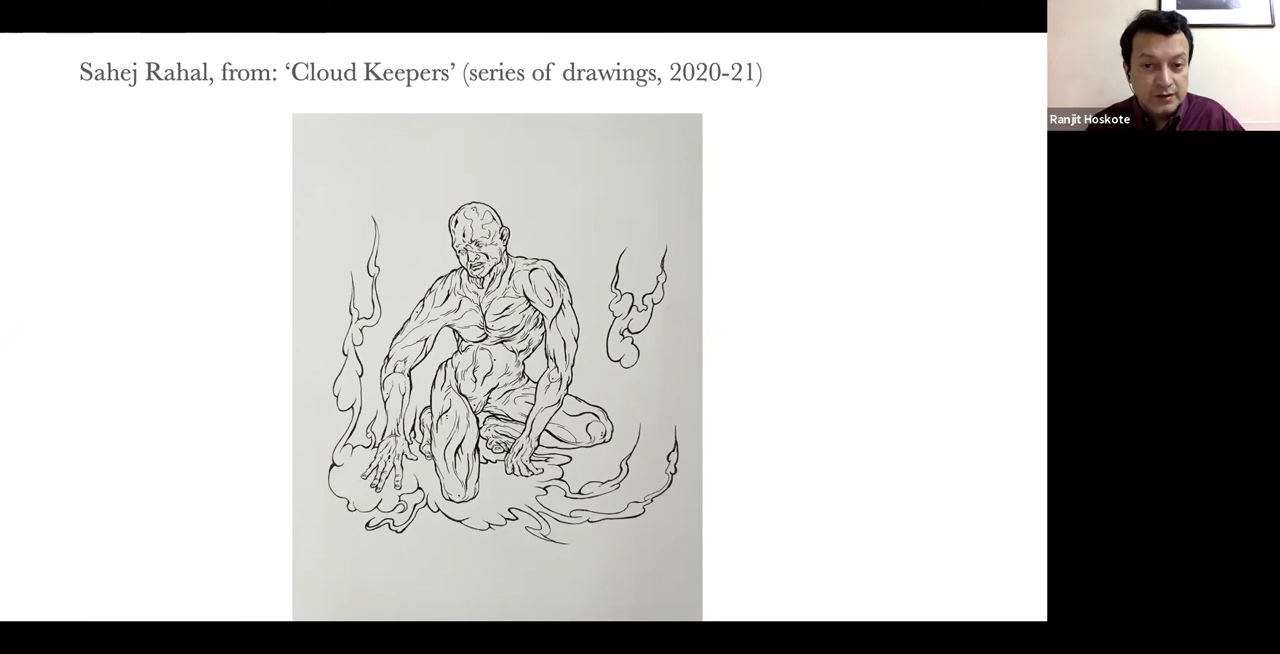 Sahej Rahal, from: ‘Cloud Keepers’ (series of drawings, 2020-21)
Ranjit Hoskote